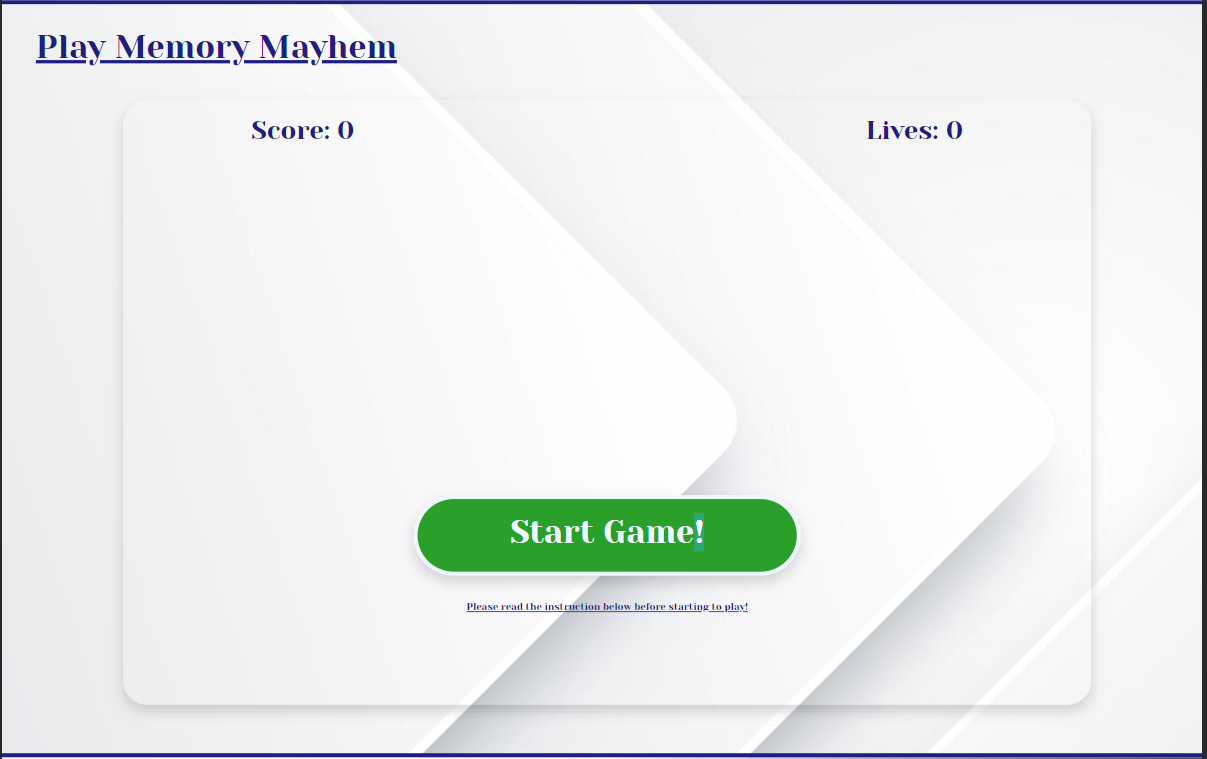 Play Memory Mayhem
Score: 0
Lives: 0
Start Game!
Please read the instruction below before starting to play!